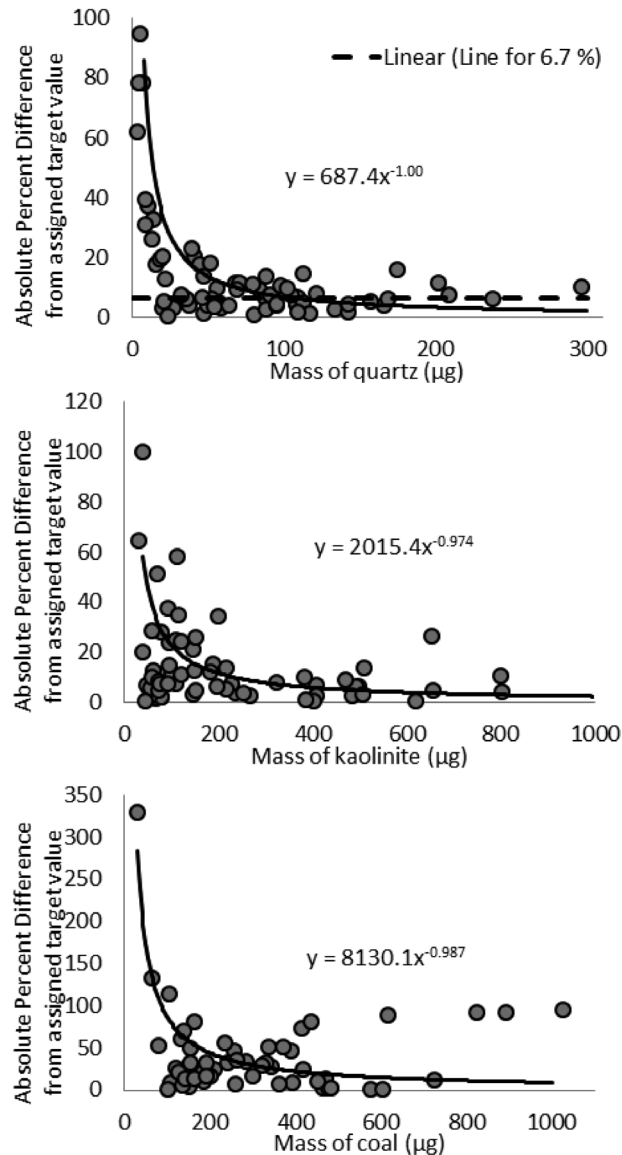 Absolute Percent Difference
from assigned target value
100
80
60
40
20
0
Linear (Line for 6.7 %)
y = 687.4x-1.00
0 100 200 300
Mass of quartz (µg)
Absolute Percent Difference
from assigned target value
120
100
80
60
40
20
0
y = 2015.4x-0.974
0 200 400 600 800 1000
Mass of kaolinite (µg)
Absolute Percent Difference
from assigned target value
350
300
250
200
150
100
50
0
y = 8130.1x-0.987
0 200 400 600 800 1000
Mass of coal (µg)